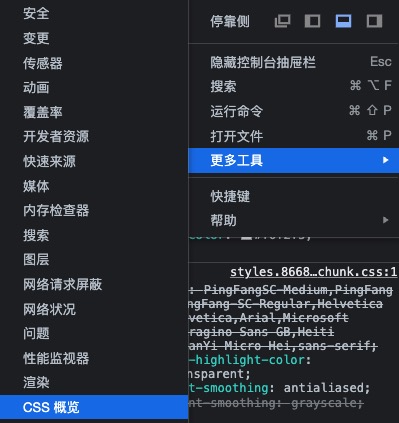 安全
变更
传感器
动画
覆盖率
开发者资源
快速来源
媒体
内存检查器
搜索
图层
网络请求屏蔽
网络状况
问题
性能监视器
渲染
CSS 概览
停靠侧
隐藏控制台抽屉栏 Esc
搜索 ⌘ ⌥ F
运行命令 ⌘ ⇧ P
打开文件 ⌘ P
更多工具
快捷键
帮助
styles.8668…chunk.css:1
: PingFangSC-Medium,PingFang
ngFang-SC-Regular,Helvetica
lvetica,Arial,Microsoft
ragino Sans GB,Heiti
anYi Micro Hei,sans-serif;
-highlight-color:
nsparent;
t-smoothing: antialiased;
nt-smoothing: grayscale;